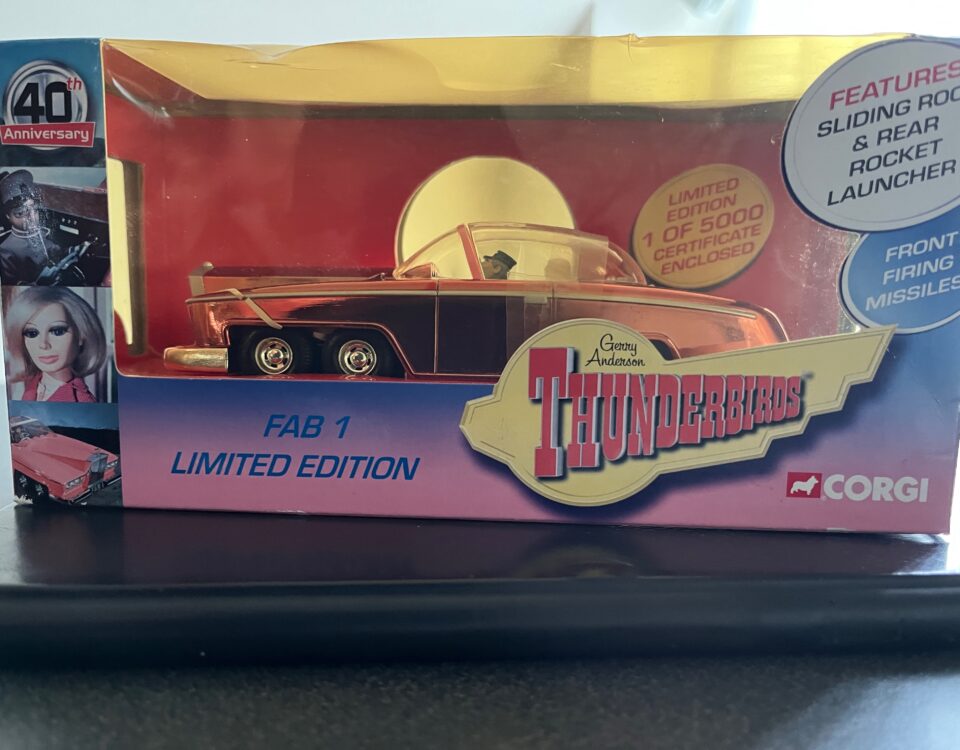 40th
Anniversary
FEATURES
SLIDING
& REAR
ROCKET
LAUNCHER
LIMITED
EDITION
1 OF 5000
CERTIFICATE
ENCLOSED
FRONT
FIRING
MISSILES
Gerry
Anderson
THUNDERBIRDS
FAB 1
LIMITED EDITION
CORGI